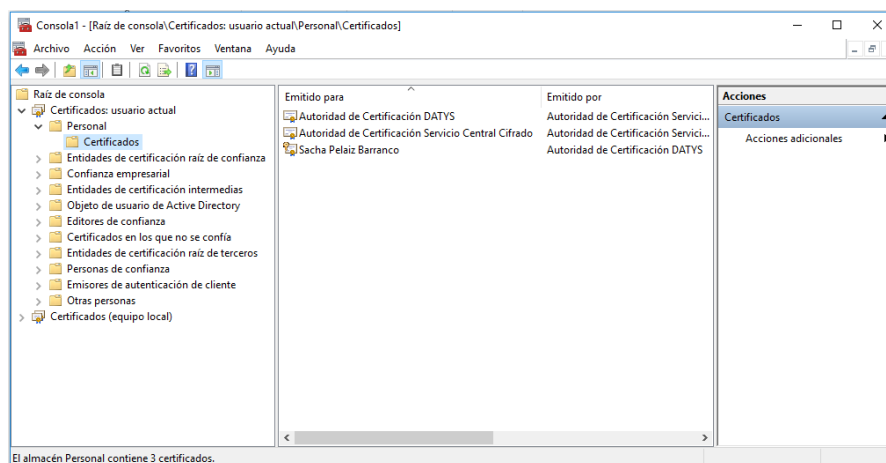 Consola1 - [Raíz de consola\Certificados: usuario actual\Personal\Certificados]
Archivo Acción Ver Favoritos Ventana Ayuda
Raíz de consola
Certificados: usuario actual
Personal
Certificados
Entidades de certificación raíz de confianza
Confianza empresarial
Entidades de certificación intermedias
Objeto de usuario de Active Directory
Editores de confianza
Certificados en los que no se confía
Entidades de certificación raíz de terceros
Personas de confianza
Emisores de autenticación de cliente
Otras personas
Certificados (equipo local)
Emitido para Emitido por
Autoridad de Certificación DATYS Autoridad de Certificación Servici...
Autoridad de Certificación Servicio Central Cifrado Autoridad de Certificación Servici...
Sacha Pelaiz Barranco Autoridad de Certificación DATYS
Acciones
Certificados
Acciones adicionales
El almacén Personal contiene 3 certificados.